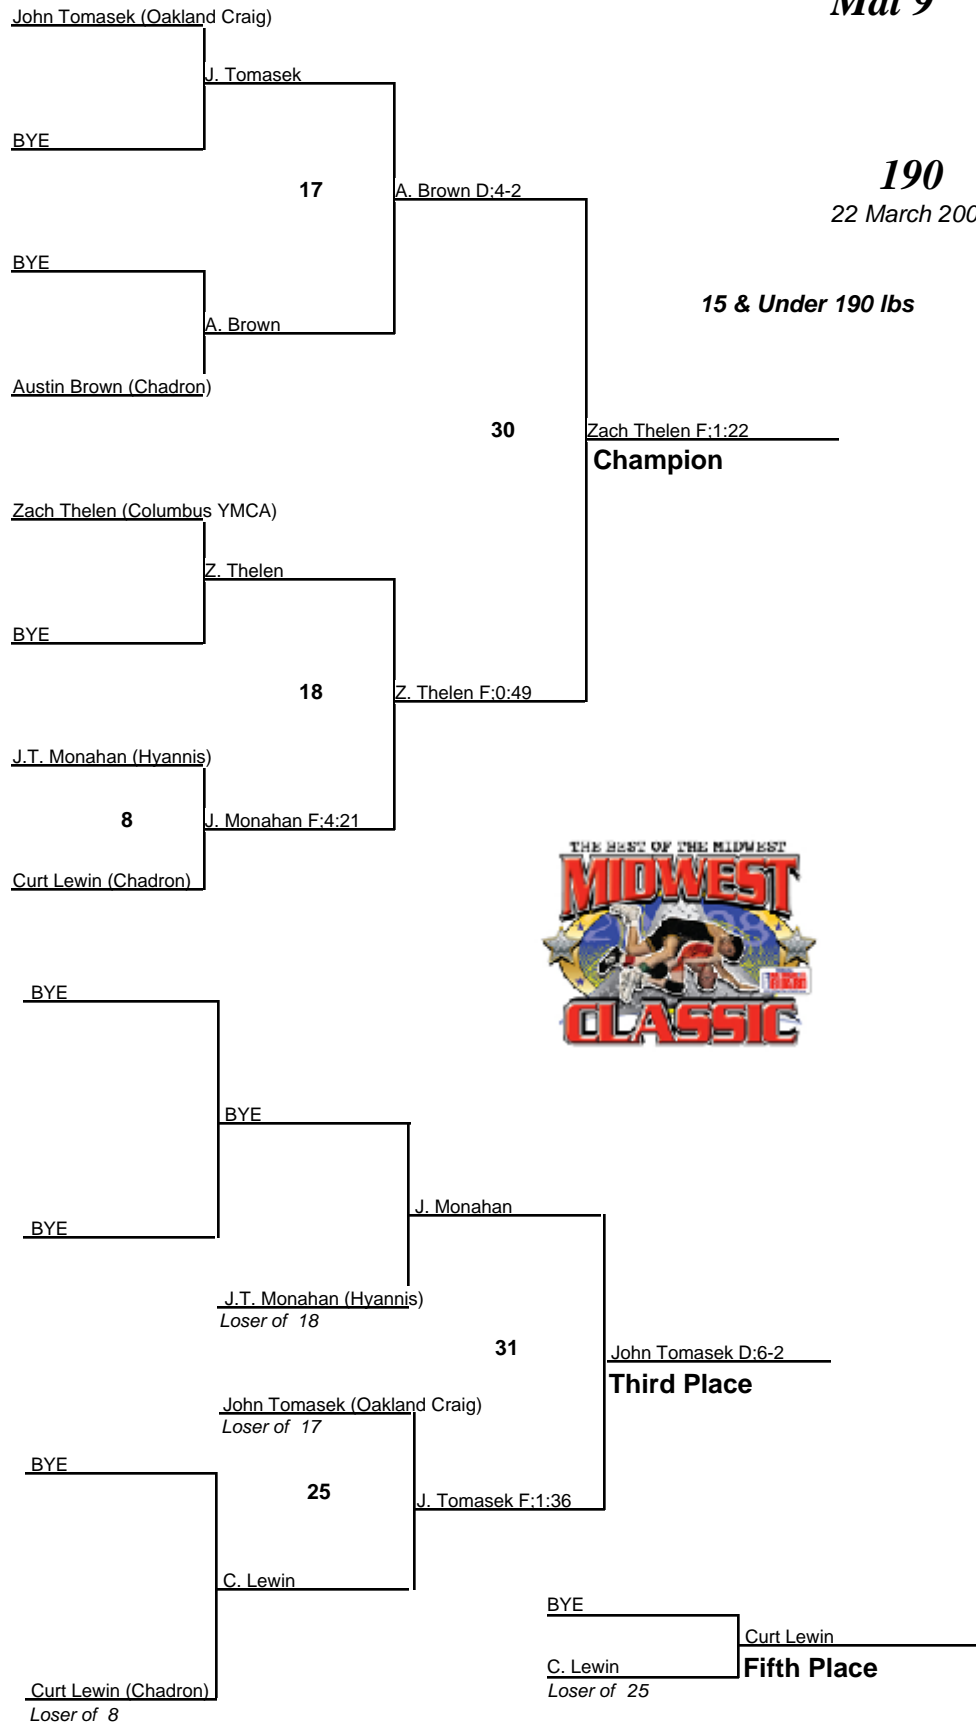 Mat 9
John Tomasek (Oakland Craig)
J. Tomasek
BYE
17
A. Brown D;4-2
190
22 March 200
BYE
15 & Under 190 lbs
A. Brown
Austin Brown (Chadron)
30
Zach Thelen F;1:22
Champion
Zach Thelen (Columbus YMCA)
Z. Thelen
BYE
18
Z. Thelen F;0:49
J.T. Monahan (Hyannis)
8
J. Monahan F;4:21
Curt Lewin (Chadron)
THE BEST OF THE MIDWEST
MIDWEST
CLASSIC
BYE
BYE
J. Monahan
BYE
J.T. Monahan (Hyannis)
Loser of 18
31
John Tomasek D;6-2
Third Place
John Tomasek (Oakland Craig)
Loser of 17
BYE
25
J. Tomasek F;1:36
C. Lewin
BYE
Curt Lewin
C. Lewin
Fifth Place
Loser of 25
Curt Lewin (Chadron)
Loser of 8